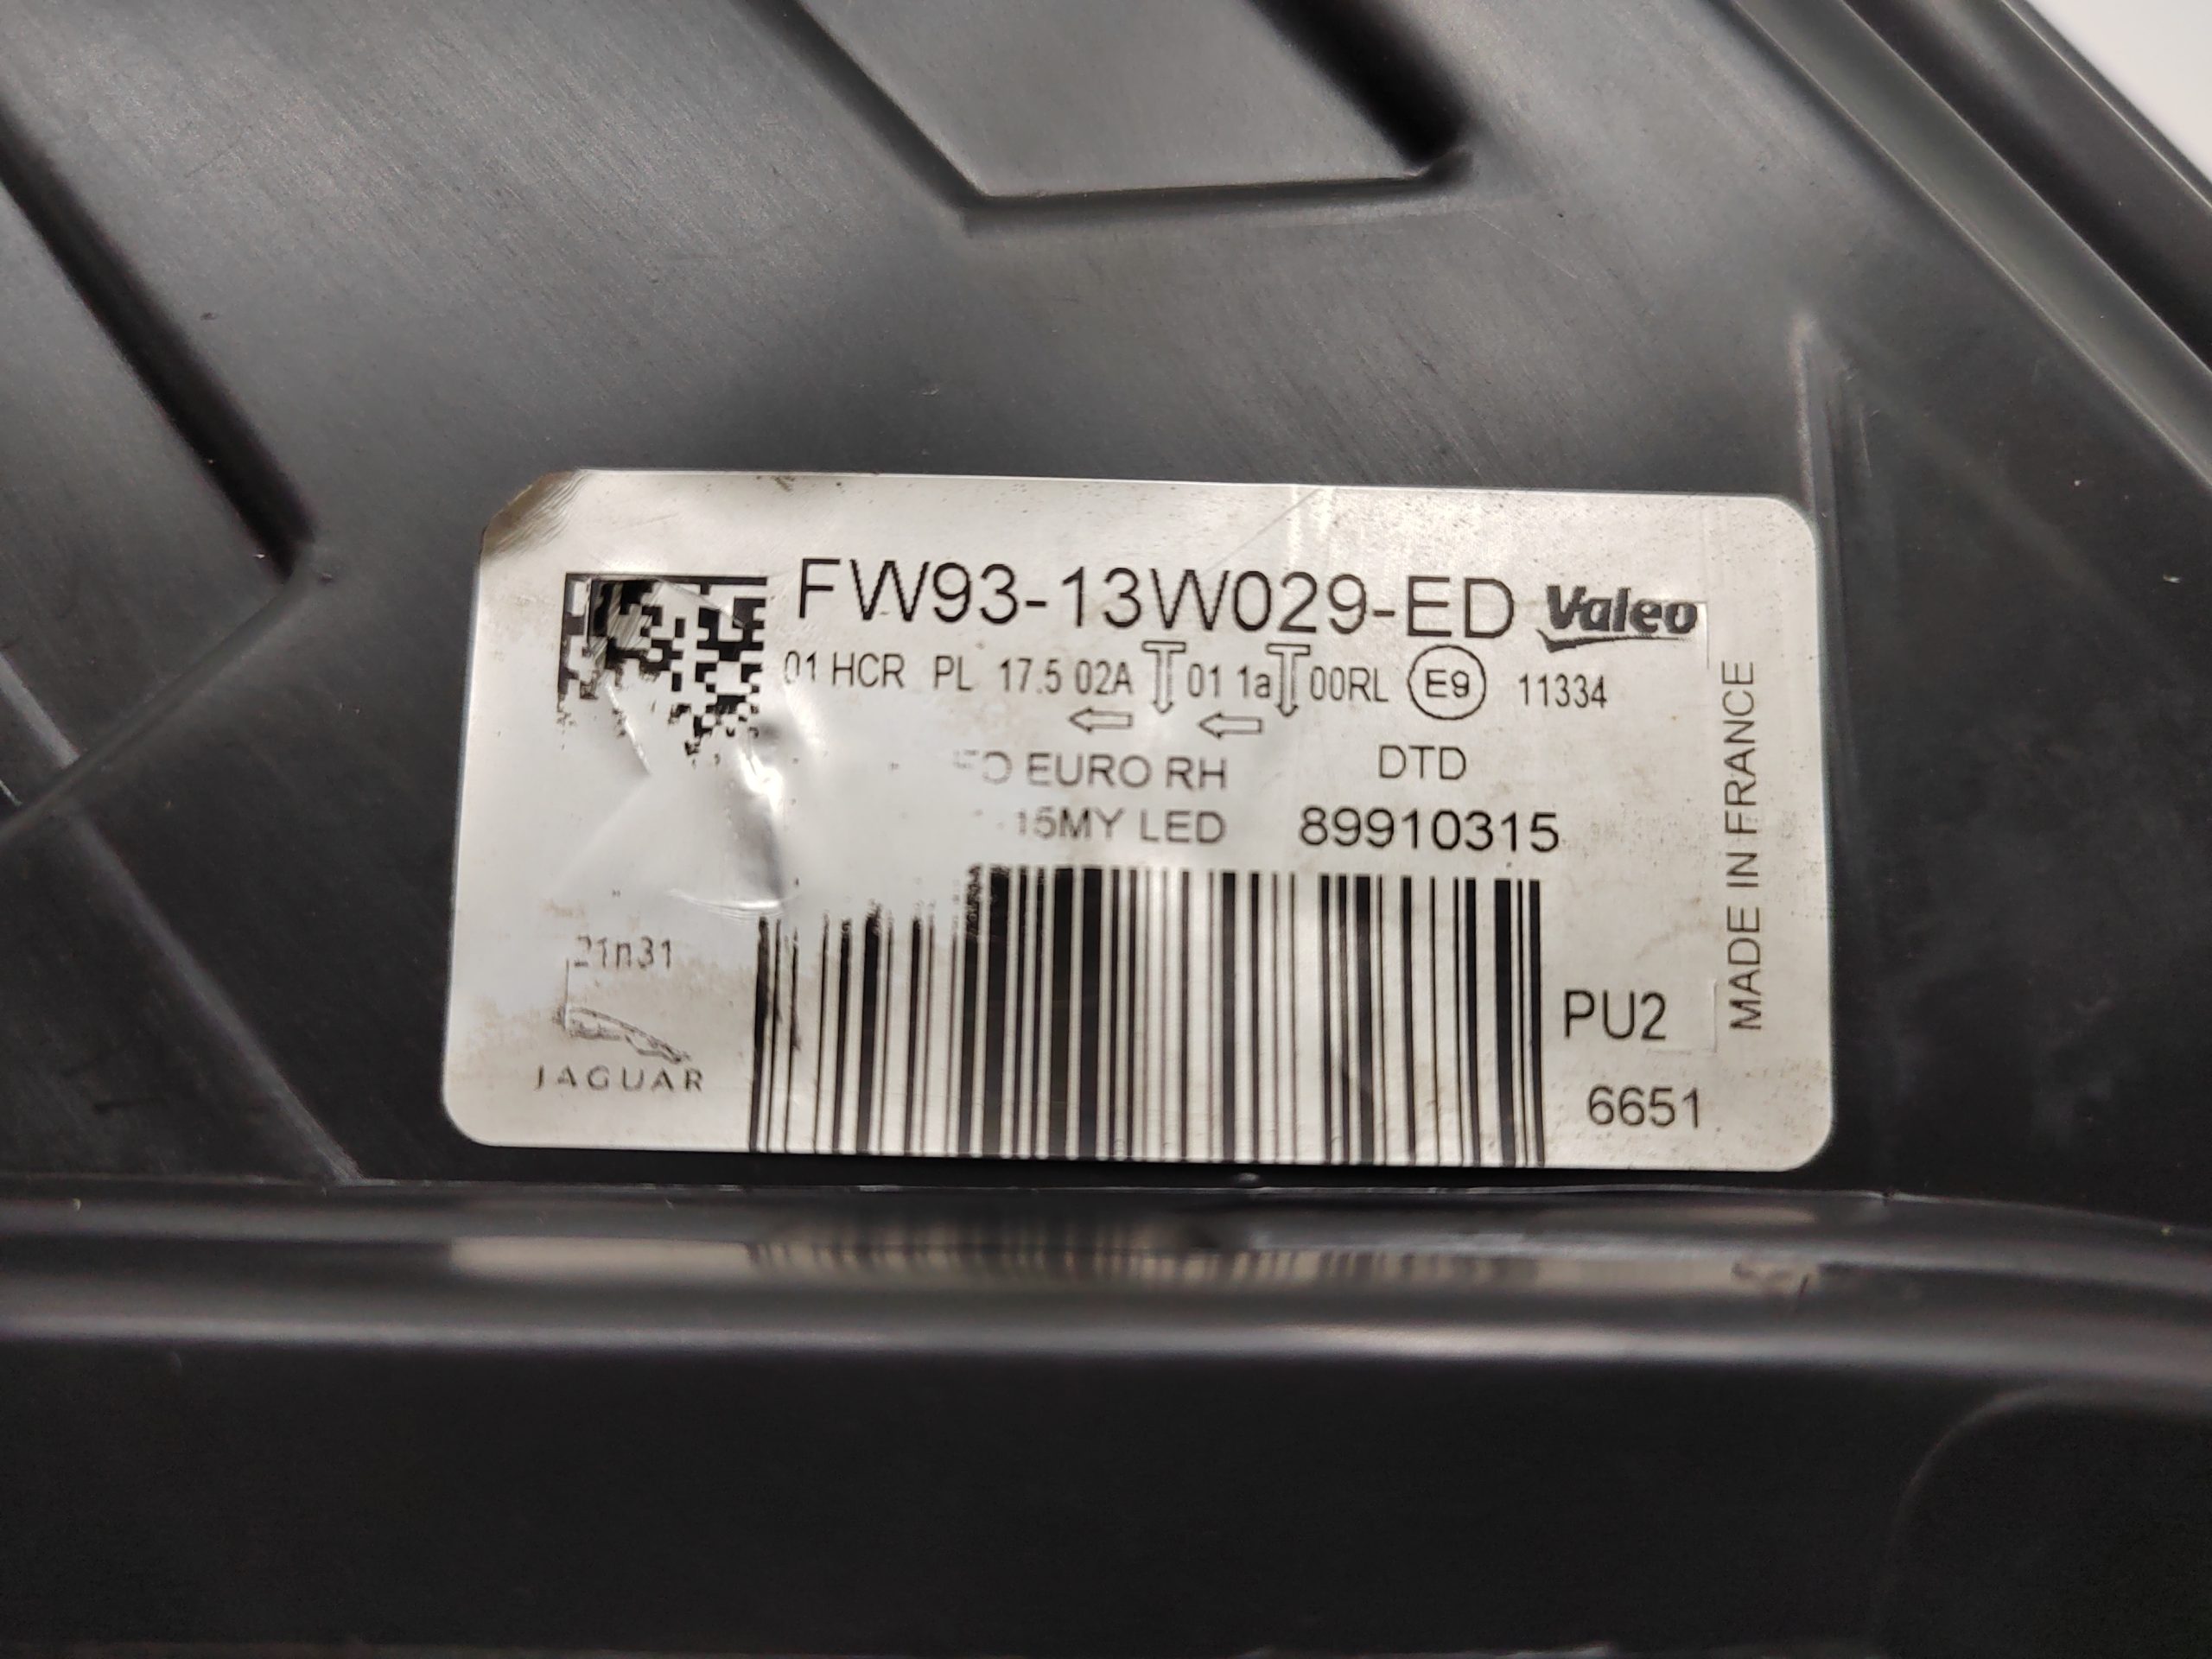 FW93-13W029-ED Valeo
01 HCR PL 17.5 02A 01 1a 00RL E9 11334
EURO RH DTD
15MY LED 89910315
MADE IN FRANCE
21n31
JAGUAR
PU2
6651